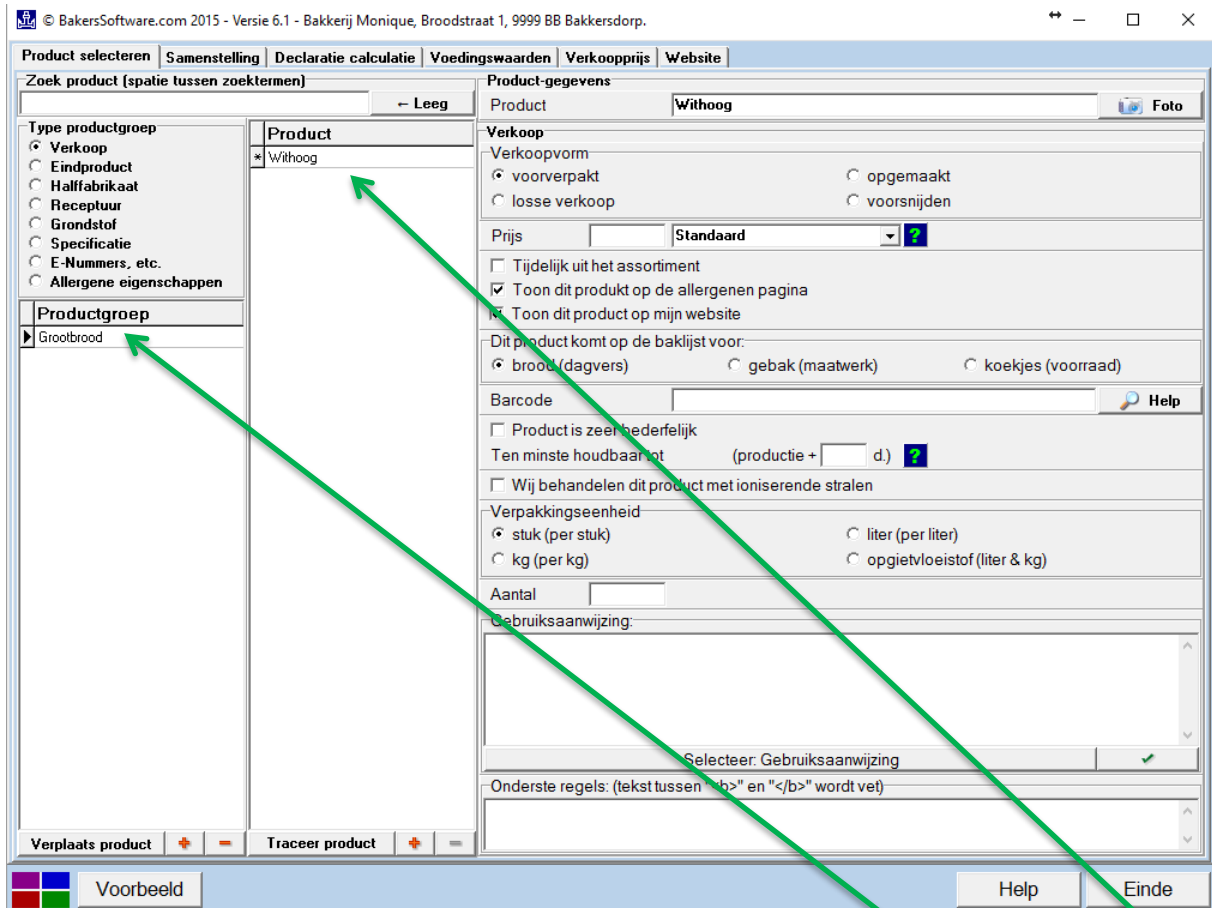 © BakersSoftware.com 2015 - Versie 6.1 - Bakkerij Monique, Broodstraat 1, 9999 BB Bakkersdorp.
Product selecteren Samenstelling Declaratie calculatie Voedingswaarden Verkoopprijs Website
Zoek product (spatie tussen zoektermen)
← Leeg
Type productgroep
Verkoop
Eindproduct
Halffabrikaat
Receptuur
Grondstof
Specificatie
E-Nummers, etc.
Allergene eigenschappen
Productgroep
Grootbrood
Verplaats product + −
Product
* Withoog
Traceer product + −
Product-gegevens
Product Withoog Foto
Verkoop
Verkoopvorm
voorverpakt opgemaakt
losse verkoop voorsnijden
Prijs Standaard ?
Tijdelijk uit het assortiment
Toon dit produkt op de allergenen pagina
Toon dit product op mijn website
Dit product komt op de baklijst voor:
brood (dagvers) gebak (maatwerk) koekjes (voorraad)
Barcode Help
Product is zeer bederfelijk
Ten minste houdbaar tot (productie + d.) ?
Wij behandelen dit product met ioniserende stralen
Verpakkingseenheid
stuk (per stuk) liter (per liter)
kg (per kg) opgietvloeistof (liter & kg)
Aantal
Gebruiksaanwijzing:
Selecteer: Gebruiksaanwijzing
Onderste regels: (tekst tussen "<b>" en "</b>" wordt vet)
Voorbeeld Help Einde